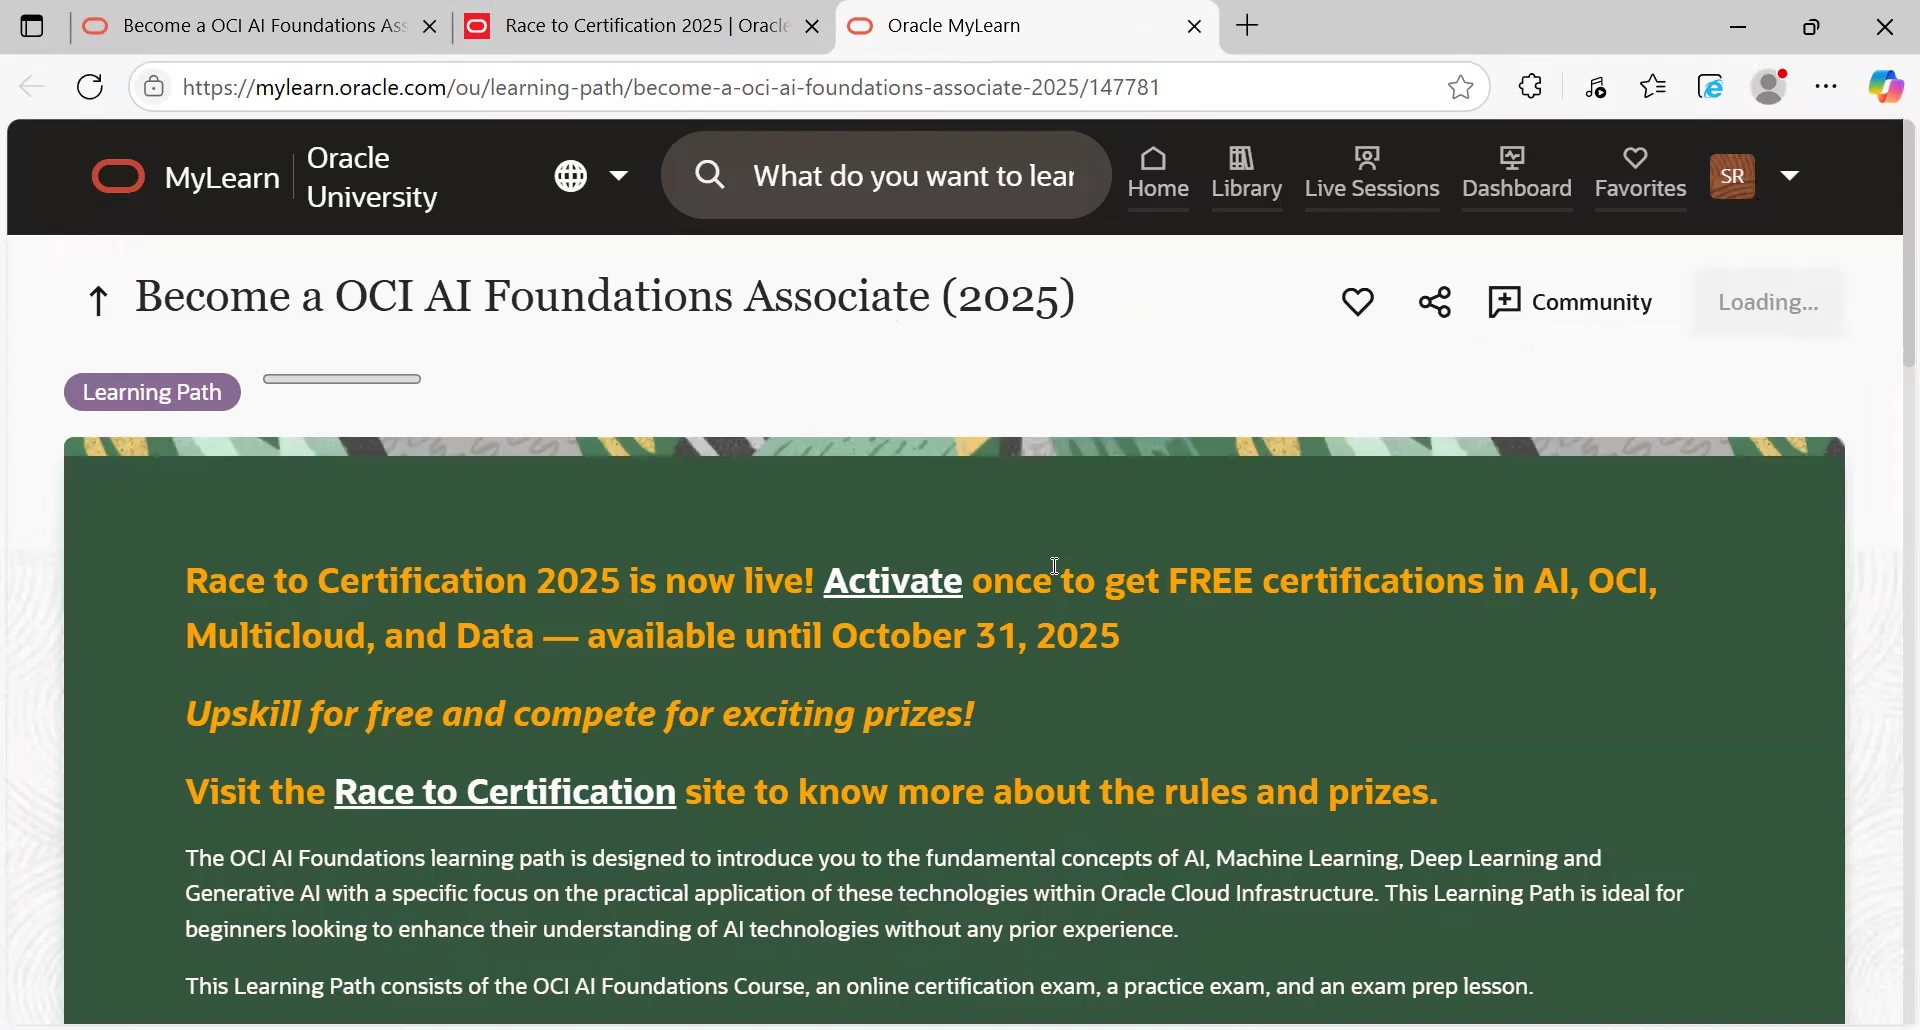 Become a OCI AI Foundations Ass
Race to Certification 2025 | Oracle
Oracle MyLearn
https://mylearn.oracle.com/ou/learning-path/become-a-oci-ai-foundations-associate-2025/147781
MyLearn
Oracle
University
What do you want to lear
Home
Library
Live Sessions
Dashboard
Favorites
SR
Become a OCI AI Foundations Associate (2025)
Community
Loading...
Learning Path
Race to Certification 2025 is now live! Activate once to get FREE certifications in AI, OCI,
Multicloud, and Data — available until October 31, 2025
Upskill for free and compete for exciting prizes!
Visit the Race to Certification site to know more about the rules and prizes.
The OCI AI Foundations learning path is designed to introduce you to the fundamental concepts of AI, Machine Learning, Deep Learning and
Generative AI with a specific focus on the practical application of these technologies within Oracle Cloud Infrastructure. This Learning Path is ideal for
beginners looking to enhance their understanding of AI technologies without any prior experience.
This Learning Path consists of the OCI AI Foundations Course, an online certification exam, a practice exam, and an exam prep lesson.